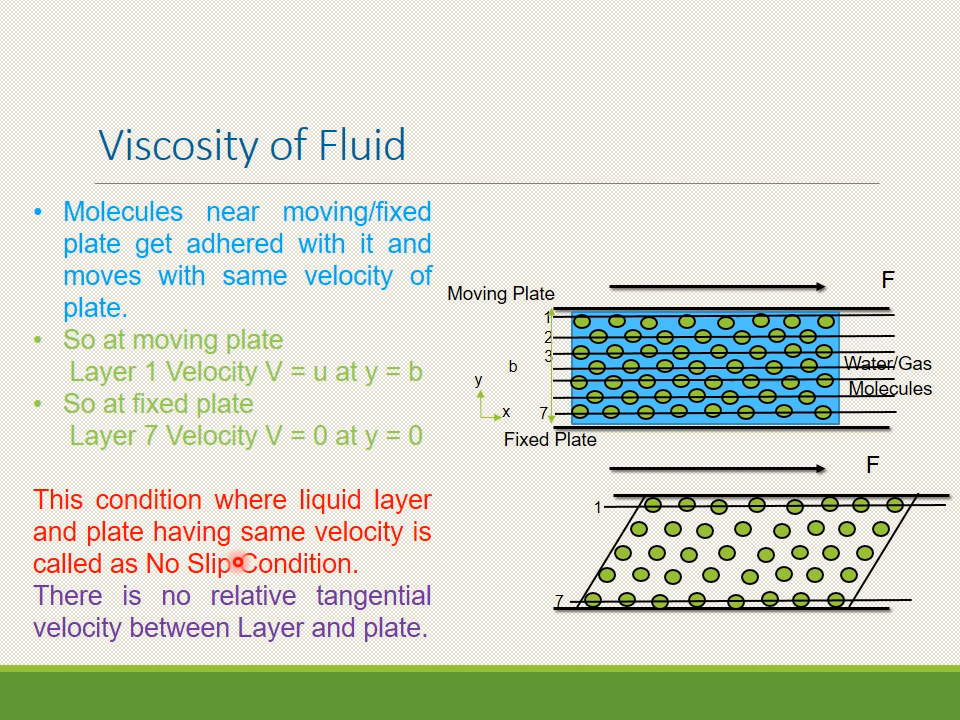 Viscosity of Fluid
• Molecules near moving/fixed
plate get adhered with it and
moves with same velocity of
plate.
• So at moving plate
Layer 1 Velocity V = u at y = b
• So at fixed plate
Layer 7 Velocity V = 0 at y = 0
This condition where liquid layer
and plate having same velocity is
called as No Slip Condition.
There is no relative tangential
velocity between Layer and plate.
F
Moving Plate
1
2
3
b
Water/Gas
Molecules
y
x
7
Fixed Plate
F
1
7